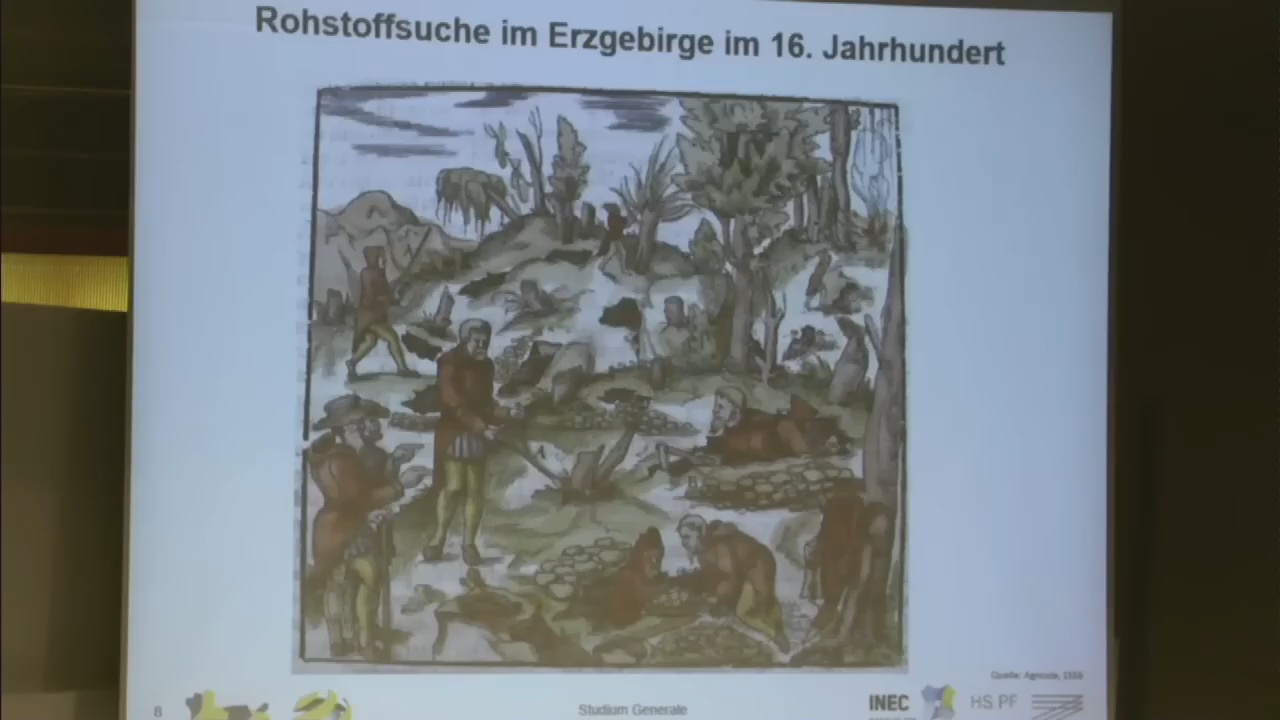 Rohstoffsuche im Erzgebirge im 16. Jahrhundert
A
Quelle: Agricola, 1556
8
Studium Generale
INEC
HS PF